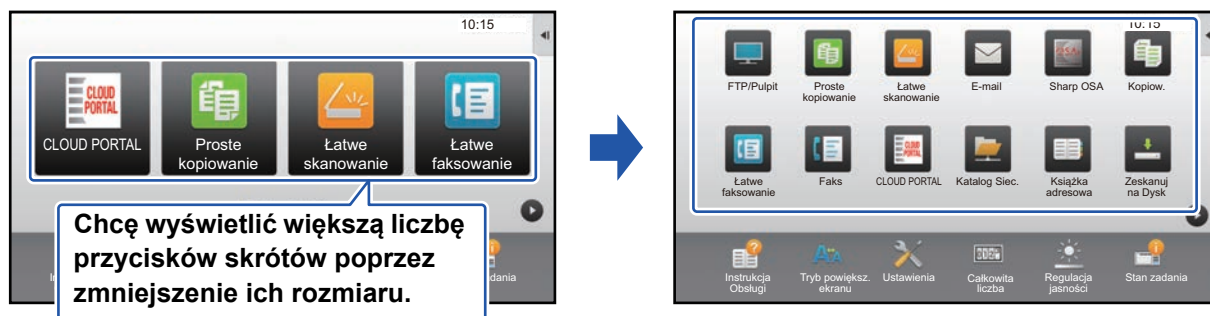 10:15
CLOUD
PORTAL
CLOUD PORTAL
Proste
kopiowanie
Łatwe
skanowanie
Łatwe
faksowanie
Chcę wyświetlić większą liczbę
przycisków skrótów poprzez
zmniejszenie ich rozmiaru.
dania
10:15
FTP/Pulpit
Proste
kopiowanie
Łatwe
skanowanie
E-mail
Sharp OSA
Kopiow.
Łatwe
faksowanie
Faks
CLOUD
PORTAL
CLOUD PORTAL
Katalog Siec.
Książka
adresowa
Zeskanuj
na Dysk
Instrukcja
Obsługi
Tryb powiększ.
ekranu
Ustawienia
Całkowita
liczba
Regulacja
jasności
Stan zadania